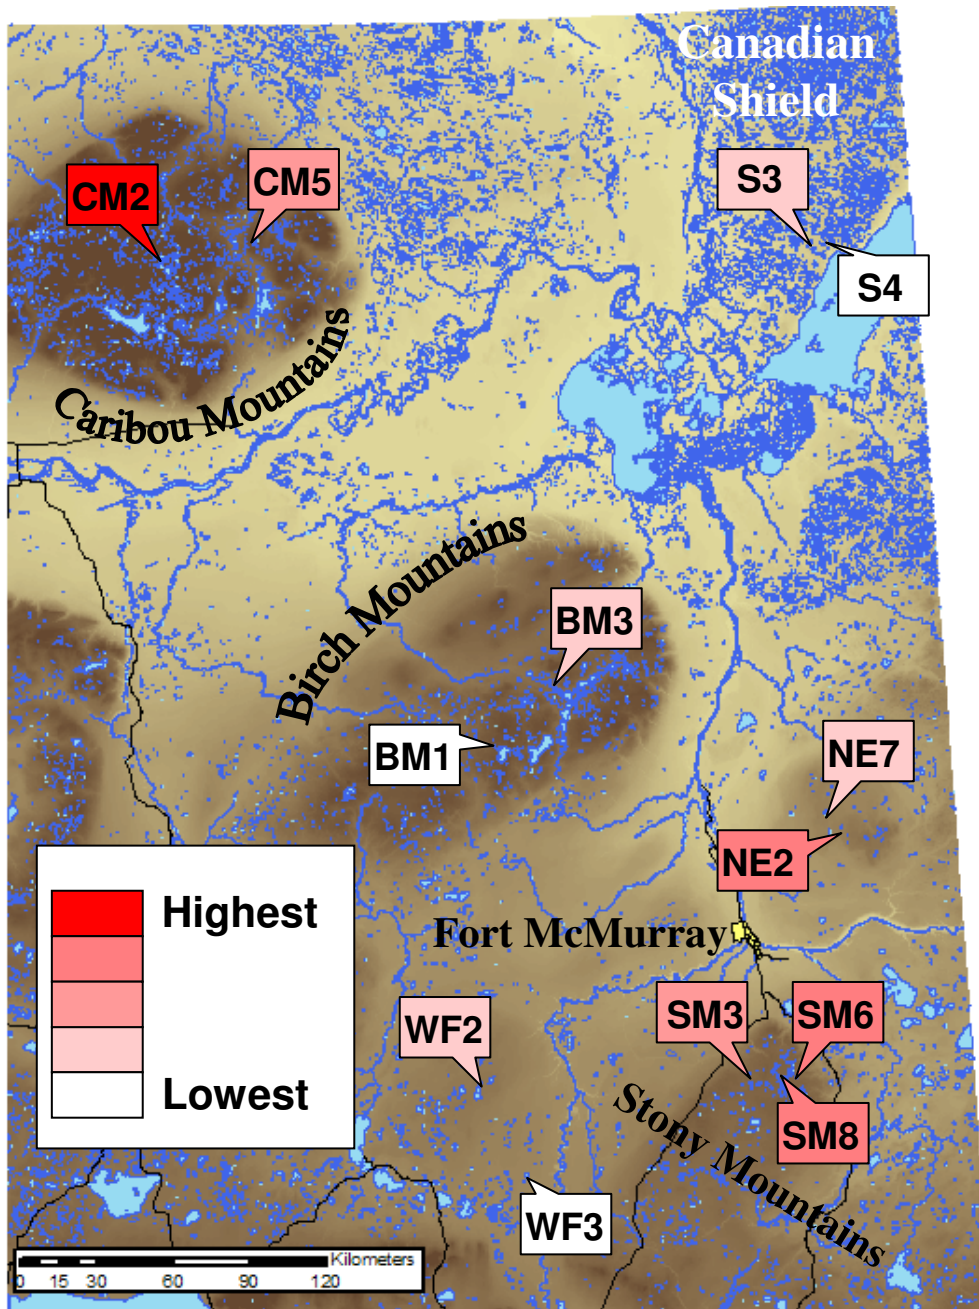 Canadian
Shield
CM2
CM5
S3
S4
Caribou Mountains
Birch Mountains
BM3
BM1
NE7
NE2
Highest
Fort McMurray
SM3
SM6
WF2
Lowest
SM8
Stony Mountains
WF3
Kilometers
0 15 30 60 90 120